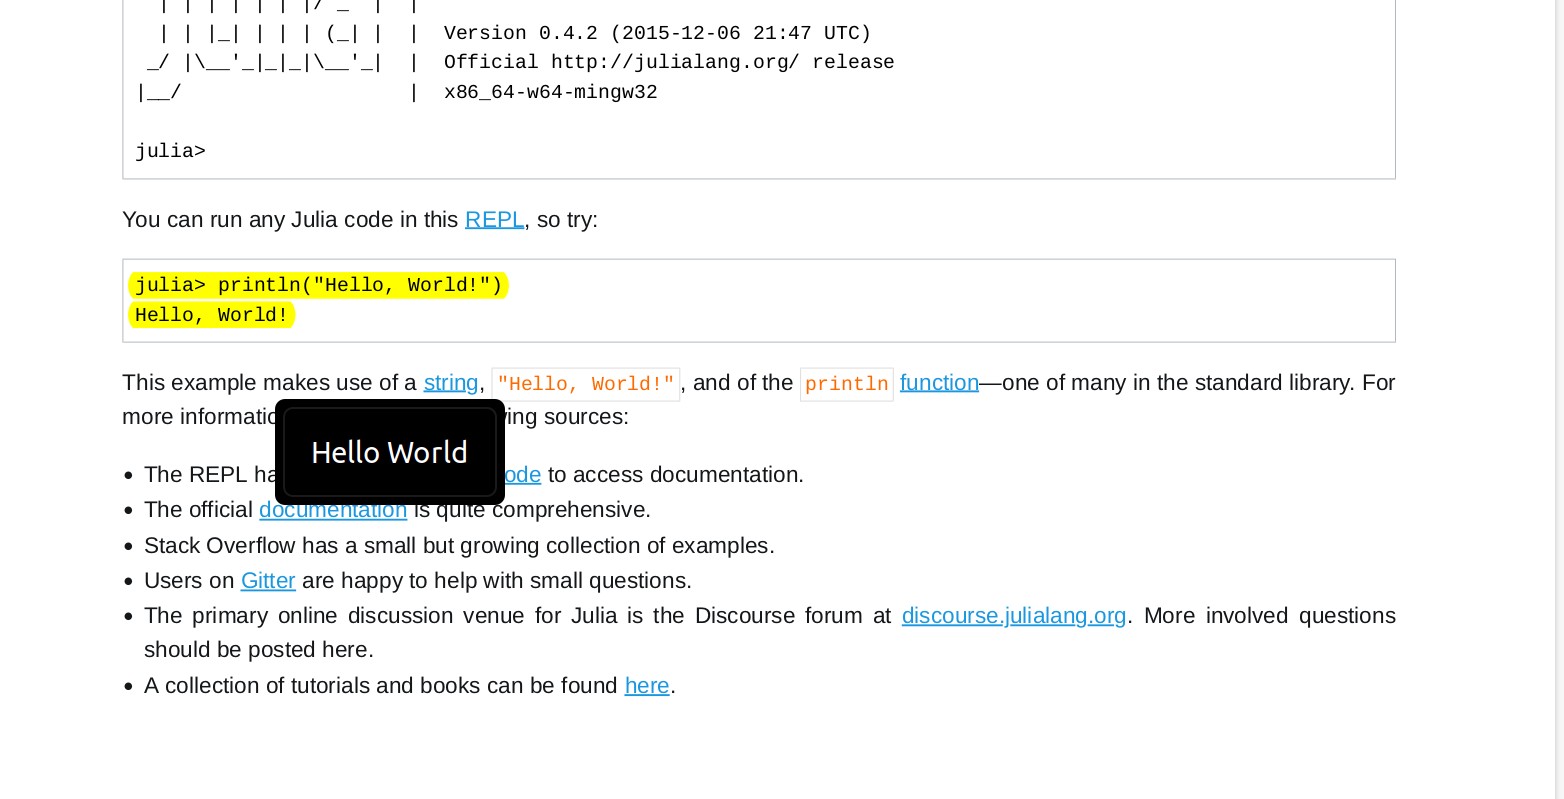 | | |_| | | | (_| |  |  Version 0.4.2 (2015-12-06 21:47 UTC)
_/ |\__'_|_|_|\__'_|  |  Official http://julialang.org/ release
|__/                   |  x86_64-w64-mingw32
julia>
You can run any Julia code in this REPL, so try:
julia> println("Hello, World!")
Hello, World!
This example makes use of a string, "Hello, World!", and of the println function—one of many in the standard library. For
more sources:
Hello World
• The REPL to access documentation.
• The official documentation is quite comprehensive.
• Stack Overflow has a small but growing collection of examples.
• Users on Gitter are happy to help with small questions.
• The primary online discussion venue for Julia is the Discourse forum at discourse.julialang.org. More involved questions
should be posted here.
• A collection of tutorials and books can be found here.